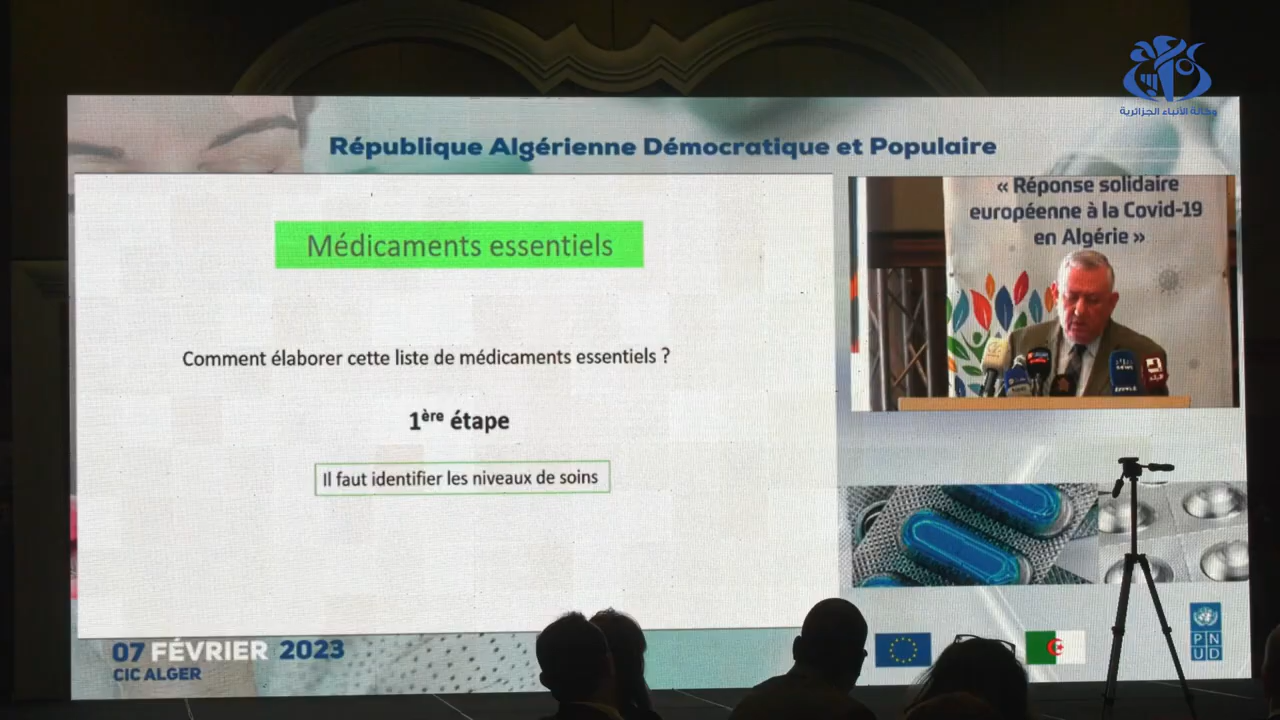 وكالة الأنباء الجزائرية
République Algérienne Démocratique et Populaire
Médicaments essentiels
Comment élaborer cette liste de médicaments essentiels ?
1ère étape
Il faut identifier les niveaux de soins
« Réponse solidaire
européenne à la Covid-19
en Algérie »
07 FÉVRIER 2023
CIC ALGER
PN
UD